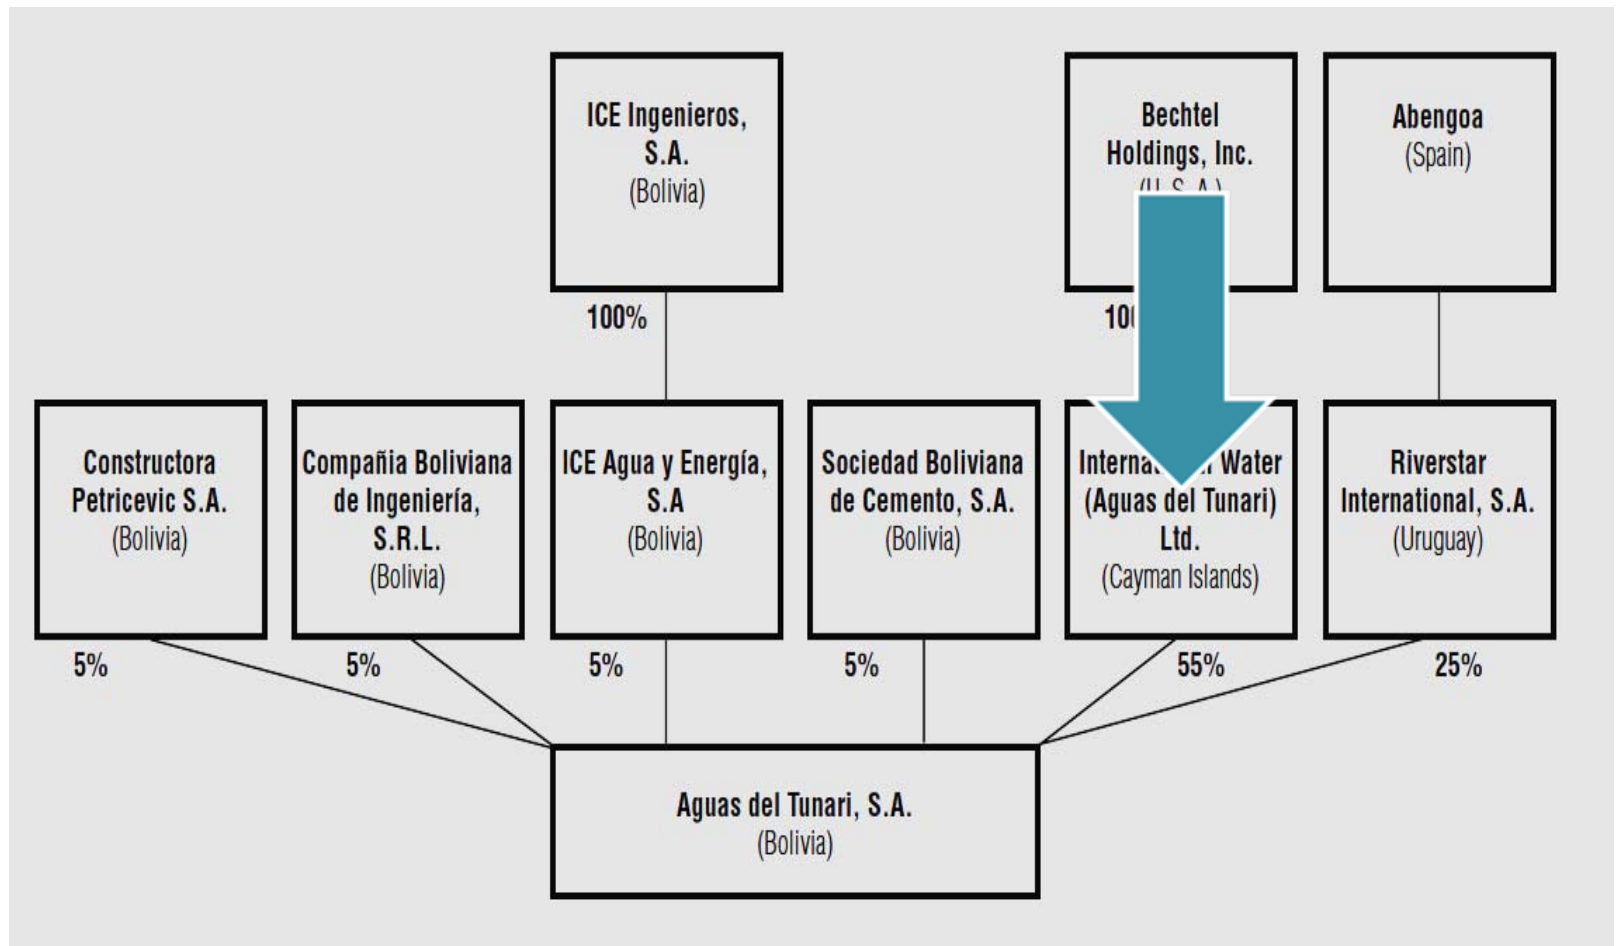 ICE Ingenieros,
S.A.
(Bolivia)
Bechtel
Holdings, Inc.
(U. S. A.)
Abengoa
(Spain)
100%
Constructora
Petricevic S.A.
(Bolivia)
Compañia Boliviana
de Ingeniería,
S.R.L.
(Bolivia)
ICE Agua y Energía,
S.A
(Bolivia)
Sociedad Boliviana
de Cemento, S.A.
(Bolivia)
Water
(Aguas del Tunari)
Ltd.
(Cayman Islands)
Riverstar
International, S.A.
(Uruguay)
5%
5%
5%
5%
55%
25%
Aguas del Tunari, S.A.
(Bolivia)